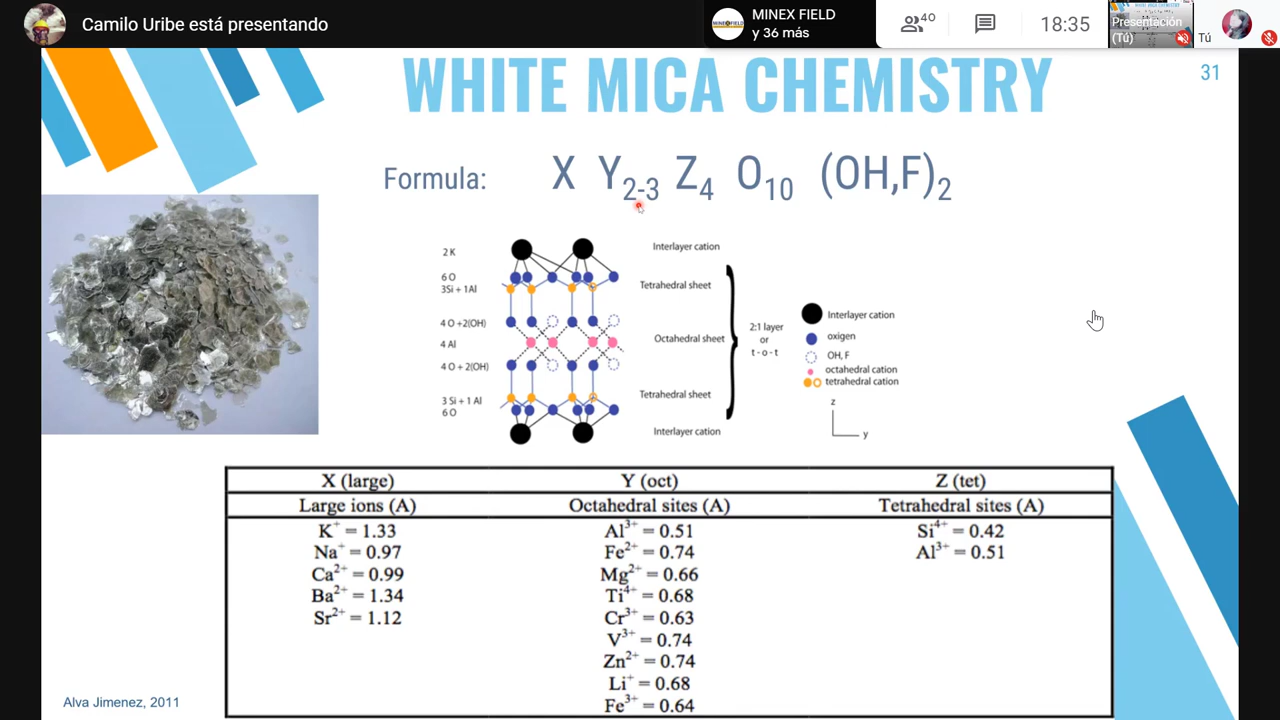 Camilo Uribe está presentando
MINEX FIELD
y 36 más
40
18:35
Presentación
(Tú)
Tú
WHITE MICA CHEMISTRY
31
Formula: X Y2-3 Z4 O10 (OH,F)2
2 K
Interlayer cation
6 O
3Si + 1Al
Tetrahedral sheet
4 O +2(OH)
4 Al
Octahedral sheet
4 O + 2(OH)
3 Si + 1 Al
6 O
Tetrahedral sheet
Interlayer cation
2:1 layer
or
t - o - t
Interlayer cation
oxigen
OH, F
octahedral cation
tetrahedral cation
z
y
X (large) Y (oct) Z (tet)
Large ions (A) Octahedral sites (A) Tetrahedral sites (A)
K+ = 1.33 Al3+ = 0.51 Si4+ = 0.42
Na+ = 0.97 Fe2+ = 0.74 Al3+ = 0.51
Ca2+ = 0.99 Mg2+ = 0.66
Ba2+ = 1.34 Ti4+ = 0.68
Sr2+ = 1.12 Cr3+ = 0.63
V3+ = 0.74
Zn2+ = 0.74
Li+ = 0.68
Fe3+ = 0.64
Alva Jimenez, 2011